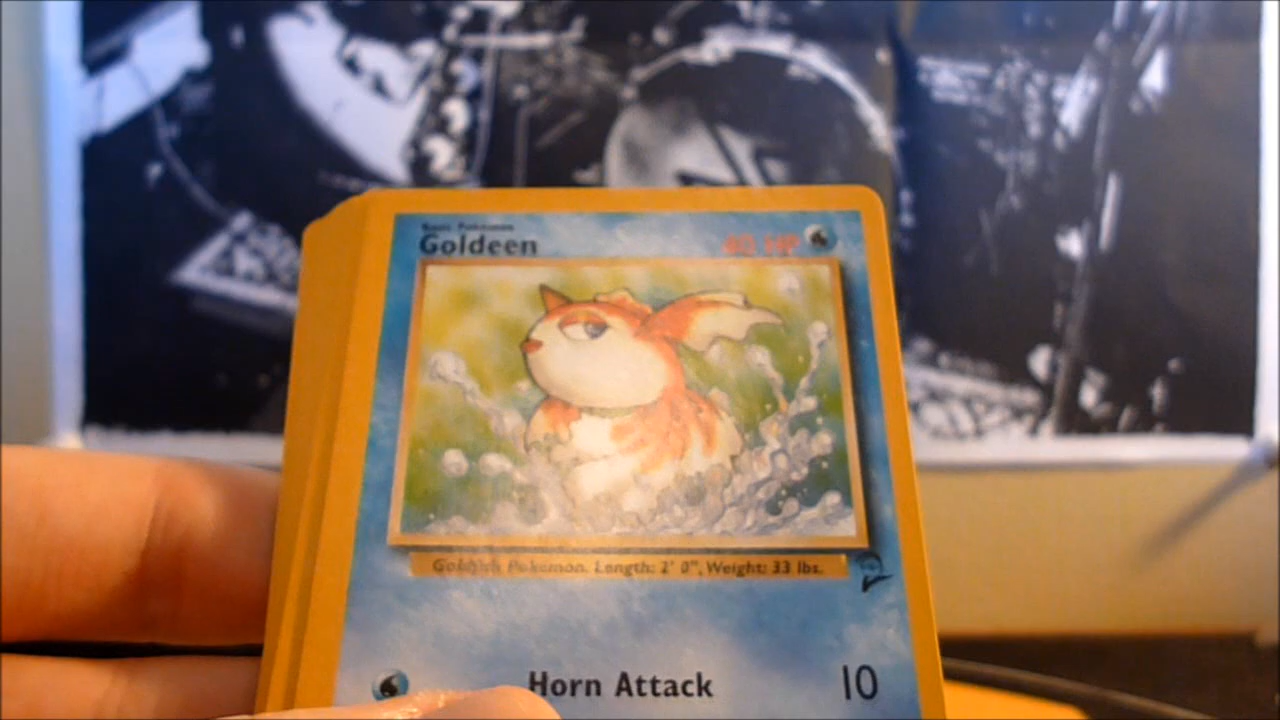 Basic Pokémon
Goldeen 40 HP
Goldfish Pokémon. Length: 2' 0", Weight: 33 lbs.
Horn Attack 10